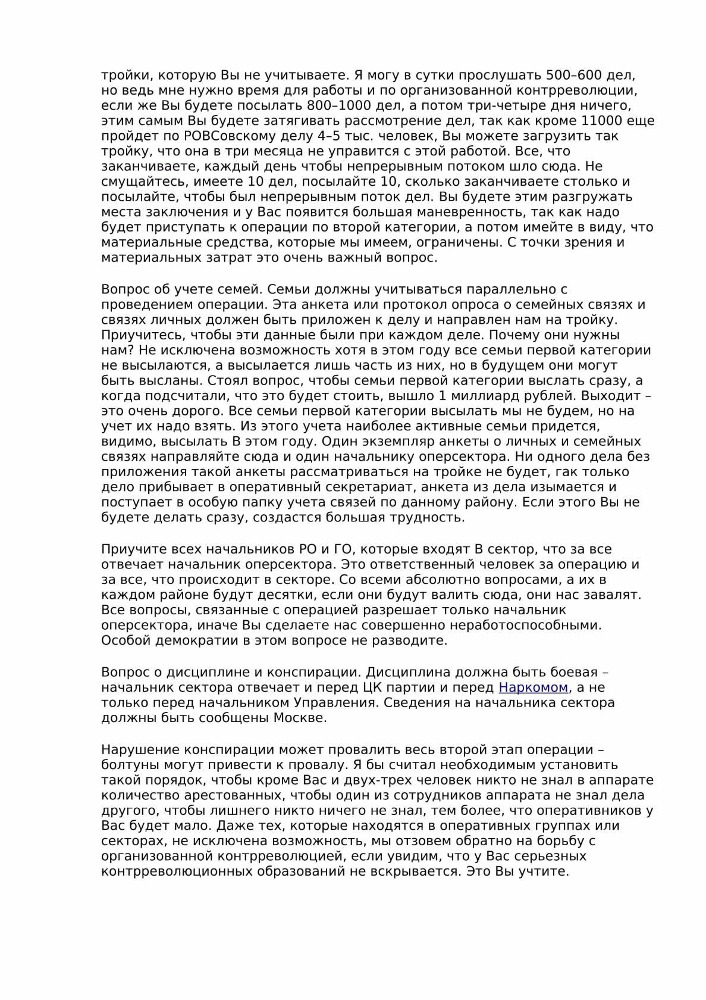 тройки, которую Вы не учитываете. Я могу в сутки прослушать 500–600 дел,
но ведь мне нужно время для работы и по организованной контрреволюции,
если же Вы будете посылать 800–1000 дел, а потом три-четыре дня ничего,
этим самым Вы будете затягивать рассмотрение дел, так как кроме 11000 еще
пройдет по РОВСовскому делу 4–5 тыс. человек, Вы можете загрузить так
тройку, что она в три месяца не управится с этой работой. Все, что
заканчиваете, каждый день чтобы непрерывным потоком шло сюда. Не
смущайтесь, имеете 10 дел, посылайте 10, сколько заканчиваете столько и
посылайте, чтобы был непрерывным поток дел. Вы будете этим разгружать
места заключения и у Вас появится большая маневренность, так как надо
будет приступать к операции по второй категории, а потом имейте в виду, что
материальные средства, которые мы имеем, ограничены. С точки зрения и
материальных затрат это очень важный вопрос.
Вопрос об учете семей. Семьи должны учитываться параллельно с
проведением операции. Эта анкета или протокол опроса о семейных связях и
связях личных должен быть приложен к делу и направлен нам на тройку.
Приучитесь, чтобы эти данные были при каждом деле. Почему они нужны
нам? Не исключена возможность хотя в этом году все семьи первой категории
не высылаются, а высылается лишь часть из них, но в будущем они могут
быть высланы. Стоял вопрос, чтобы семьи первой категории выслать сразу, а
когда подсчитали, что это будет стоить, вышло 1 миллиард рублей. Выходит –
это очень дорого. Все семьи первой категории высылать мы не будем, но на
учет их надо взять. Из этого учета наиболее активные семьи придется,
видимо, высылать В этом году. Один экземпляр анкеты о личных и семейных
связях направляйте сюда и один начальнику оперсектора. Ни одного дела без
приложения такой анкеты рассматриваться на тройке не будет, гак только
дело прибывает в оперативный секретариат, анкета из дела изымается и
поступает в особую папку учета связей по данному району. Если этого Вы не
будете делать сразу, создастся большая трудность.
Приучите всех начальников РО и ГО, которые входят В сектор, что за все
отвечает начальник оперсектора. Это ответственный человек за операцию и
за все, что происходит в секторе. Со всеми абсолютно вопросами, а их в
каждом районе будут десятки, если они будут валить сюда, они нас завалят.
Все вопросы, связанные с операцией разрешает только начальник
оперсектора, иначе Вы сделаете нас совершенно неработоспособными.
Особой демократии в этом вопросе не разводите.
Вопрос о дисциплине и конспирации. Дисциплина должна быть боевая –
начальник сектора отвечает и перед ЦК партии и перед Наркомом, а не
только перед начальником Управления. Сведения на начальника сектора
должны быть сообщены Москве.
Нарушение конспирации может провалить весь второй этап операции –
болтуны могут привести к провалу. Я бы считал необходимым установить
такой порядок, чтобы кроме Вас и двух-трех человек никто не знал в аппарате
количество арестованных, чтобы один из сотрудников аппарата не знал дела
другого, чтобы лишнего никто ничего не знал, тем более, что оперативников у
Вас будет мало. Даже тех, которые находятся в оперативных группах или
секторах, не исключена возможность, мы отзовем обратно на борьбу с
организованной контрреволюцией, если увидим, что у Вас серьезных
контрреволюционных образований не вскрывается. Это Вы учтите.